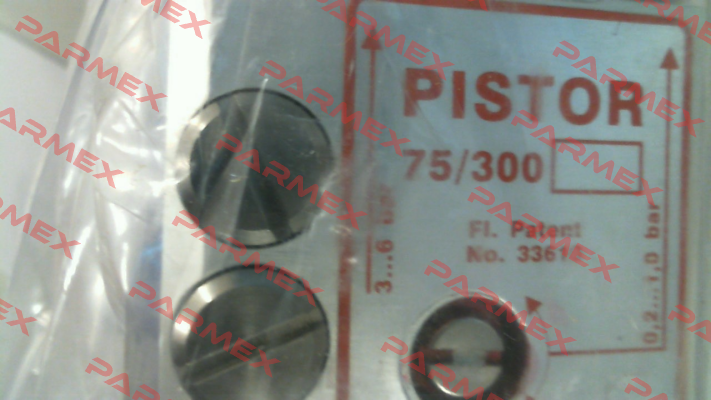 PISTOR
75/300
Fl. Patent
No. 3361
3...6 bar
0,2...1,0 bar
PARMEX